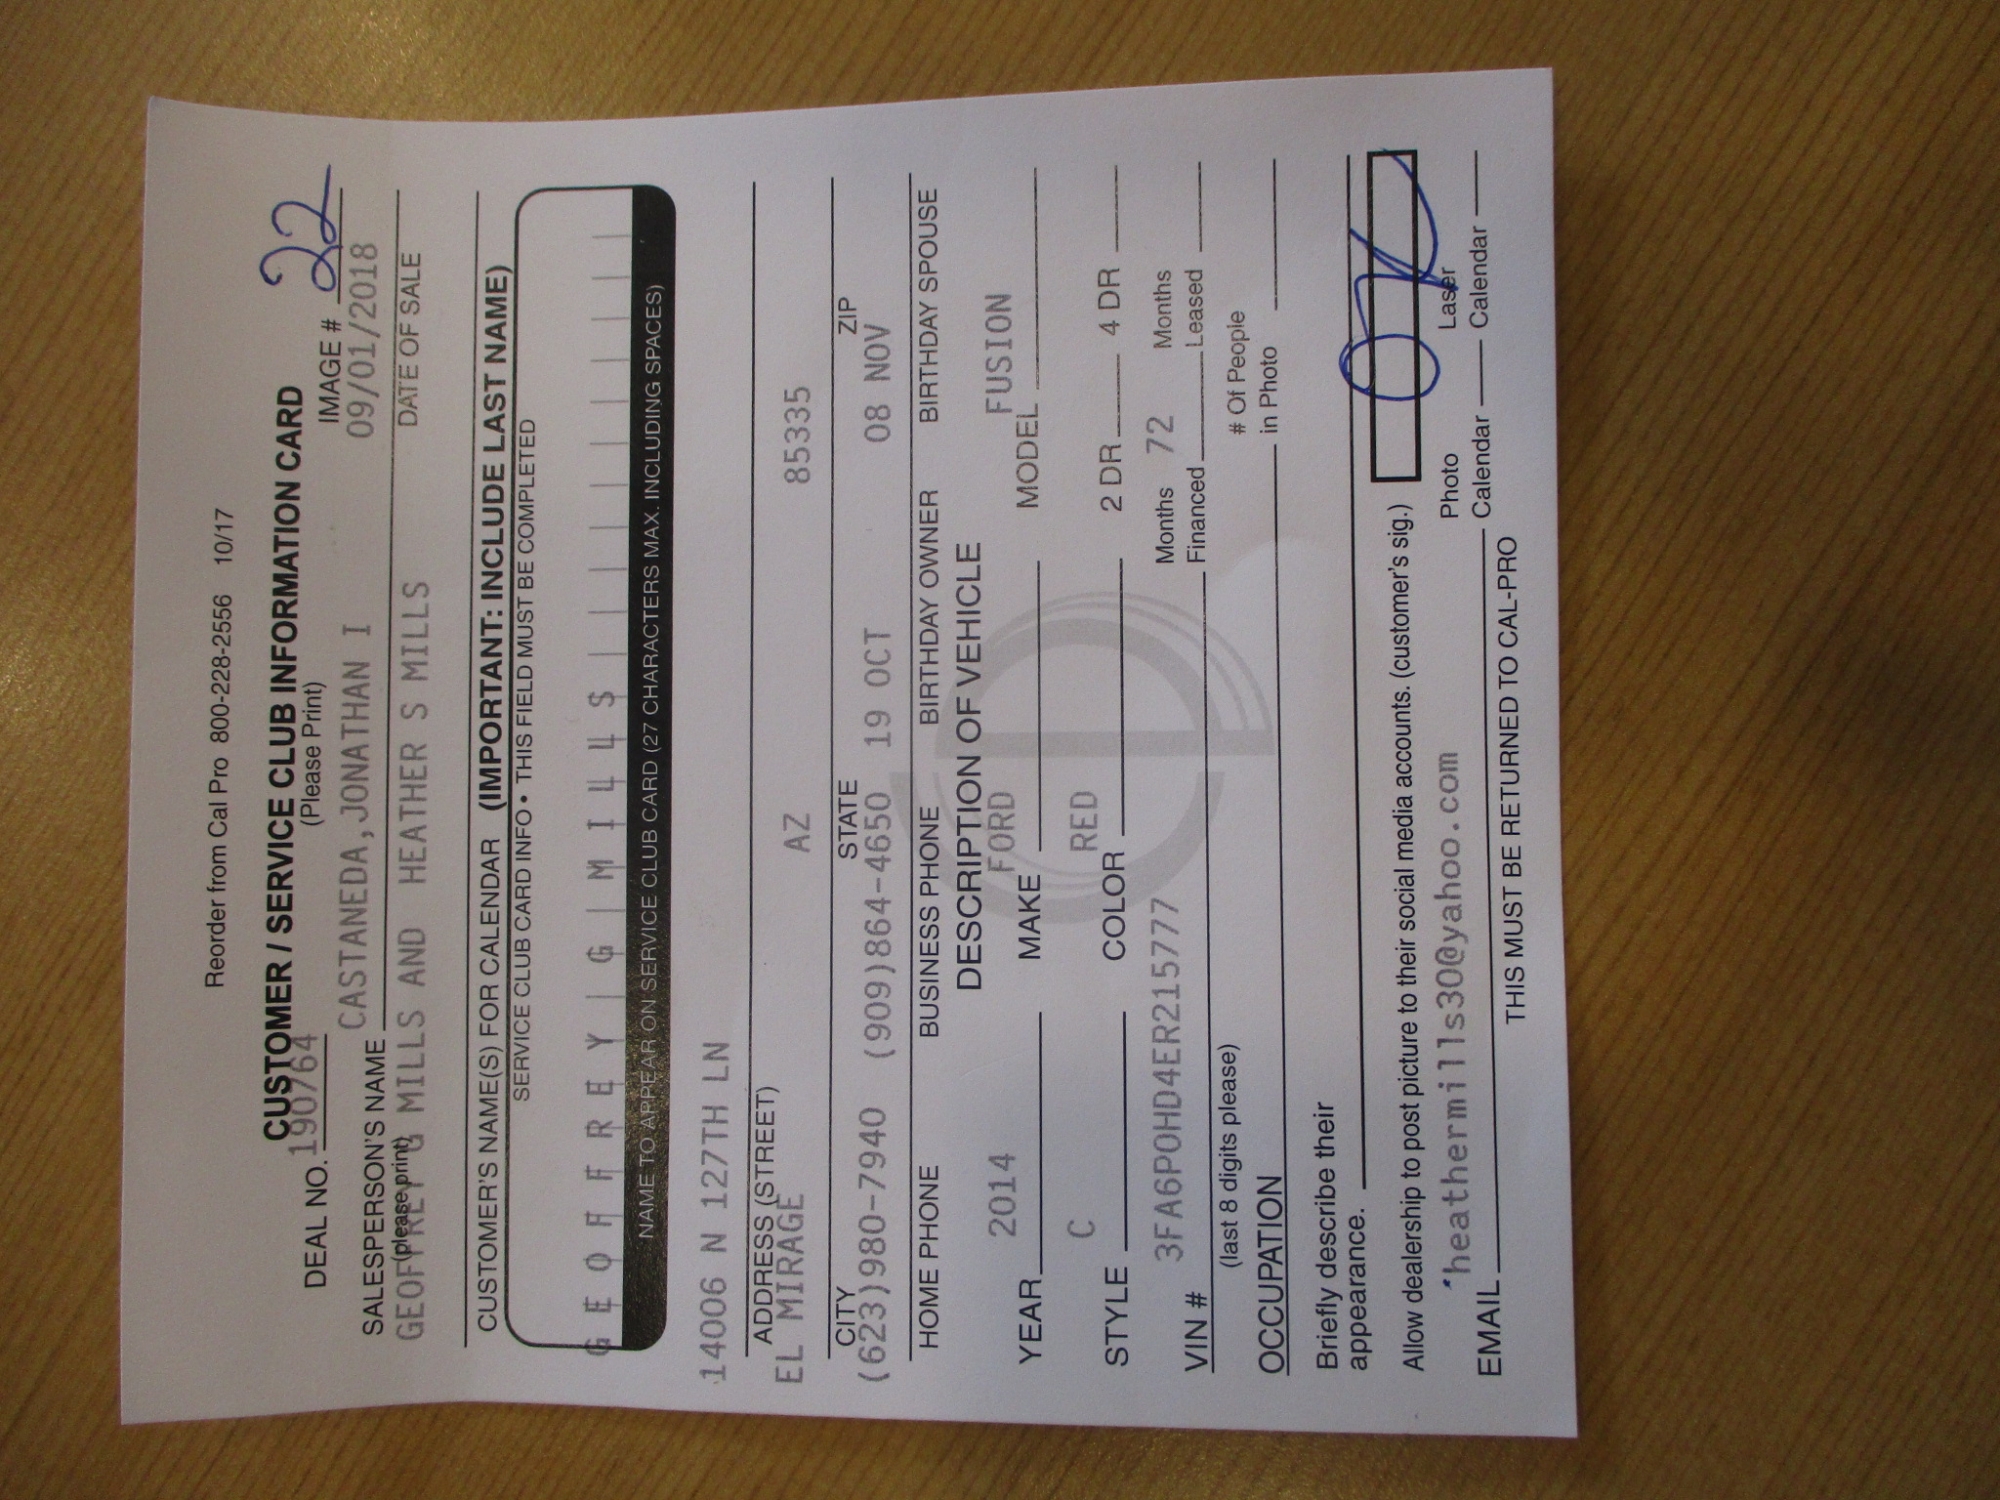 Reorder from Cal Pro 800-228-2556 10/17
CUSTOMER / SERVICE CLUB INFORMATION CARD
(Please Print)
DEAL NO. 190764 IMAGE # 22
CASTANEDA,JONATHAN I 09/01/2018
SALESPERSON'S NAME DATE OF SALE
(please print)
GEOFFREY G MILLS AND HEATHER S MILLS
CUSTOMER'S NAME(S) FOR CALENDAR (IMPORTANT: INCLUDE LAST NAME)
SERVICE CLUB CARD INFO • THIS FIELD MUST BE COMPLETED
G E O F F R E Y G M I L L S
NAME TO APPEAR ON SERVICE CLUB CARD (27 CHARACTERS MAX. INCLUDING SPACES)
14006 N 127TH LN
ADDRESS (STREET)
EL MIRAGE AZ 85335
CITY STATE ZIP
(623)980-7940 (909)864-4650 19 OCT 08 NOV
HOME PHONE BUSINESS PHONE BIRTHDAY OWNER BIRTHDAY SPOUSE
DESCRIPTION OF VEHICLE
2014 FORD FUSION
YEAR MAKE MODEL
C RED
STYLE COLOR 2 DR 4 DR
3FA6P0HD4ER215777 Months 72 Months
VIN # Financed Leased
(last 8 digits please) # Of People
OCCUPATION in Photo
Briefly describe their
appearance.
Allow dealership to post picture to their social media accounts. (customer's sig.)
'heathermills30@yahoo.com Photo Laser
EMAIL Calendar Calendar
THIS MUST BE RETURNED TO CAL-PRO